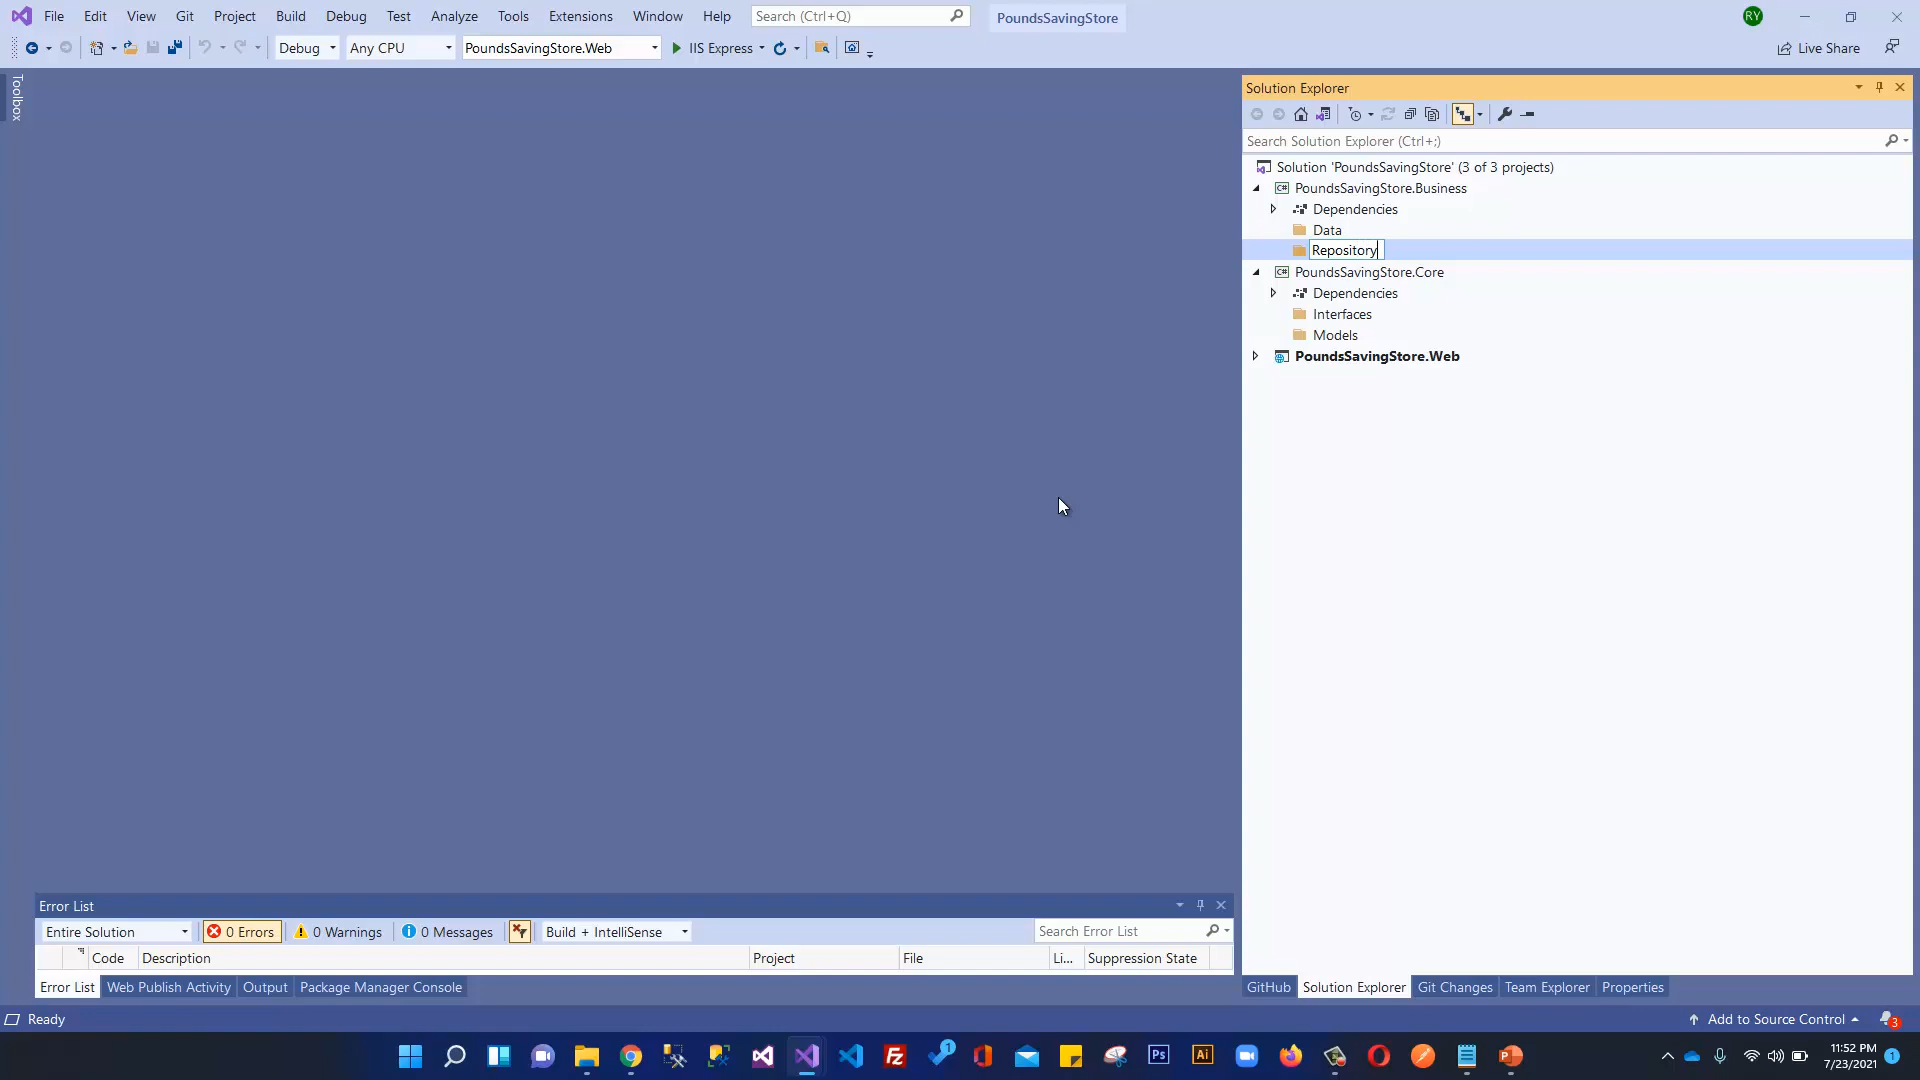 File Edit View Git Project Build Debug Test Analyze Tools Extensions Window Help Search (Ctrl+Q) PoundsSavingStore RY
Debug Any CPU PoundsSavingStore.Web IIS Express Live Share
Toolbox
Solution Explorer
Search Solution Explorer (Ctrl+;)
Solution 'PoundsSavingStore' (3 of 3 projects)
C# PoundsSavingStore.Business
Dependencies
Data
Repository
C# PoundsSavingStore.Core
Dependencies
Interfaces
Models
PoundsSavingStore.Web
Error List
Entire Solution 0 Errors 0 Warnings 0 Messages Build + IntelliSense Search Error List
Code Description Project File Li... Suppression State
Error List Web Publish Activity Output Package Manager Console
GitHub Solution Explorer Git Changes Team Explorer Properties
Ready Add to Source Control 3
1 Ps Ai 11:52 PM 1
7/23/2021